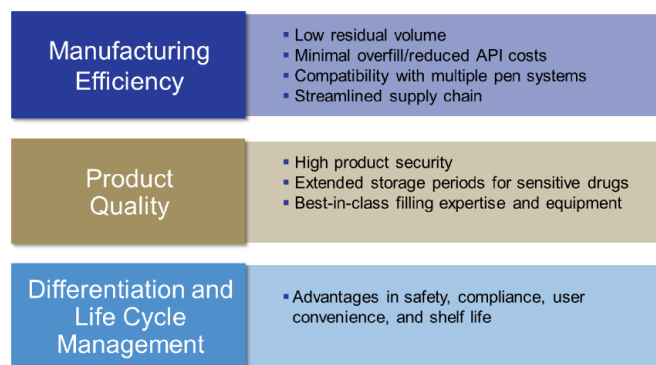 Manufacturing
Efficiency
▪ Low residual volume
▪ Minimal overfill/reduced API costs
▪ Compatibility with multiple pen systems
▪ Streamlined supply chain
Product
Quality
▪ High product security
▪ Extended storage periods for sensitive drugs
▪ Best-in-class filling expertise and equipment
Differentiation and
Life Cycle
Management
▪ Advantages in safety, compliance, user
convenience, and shelf life